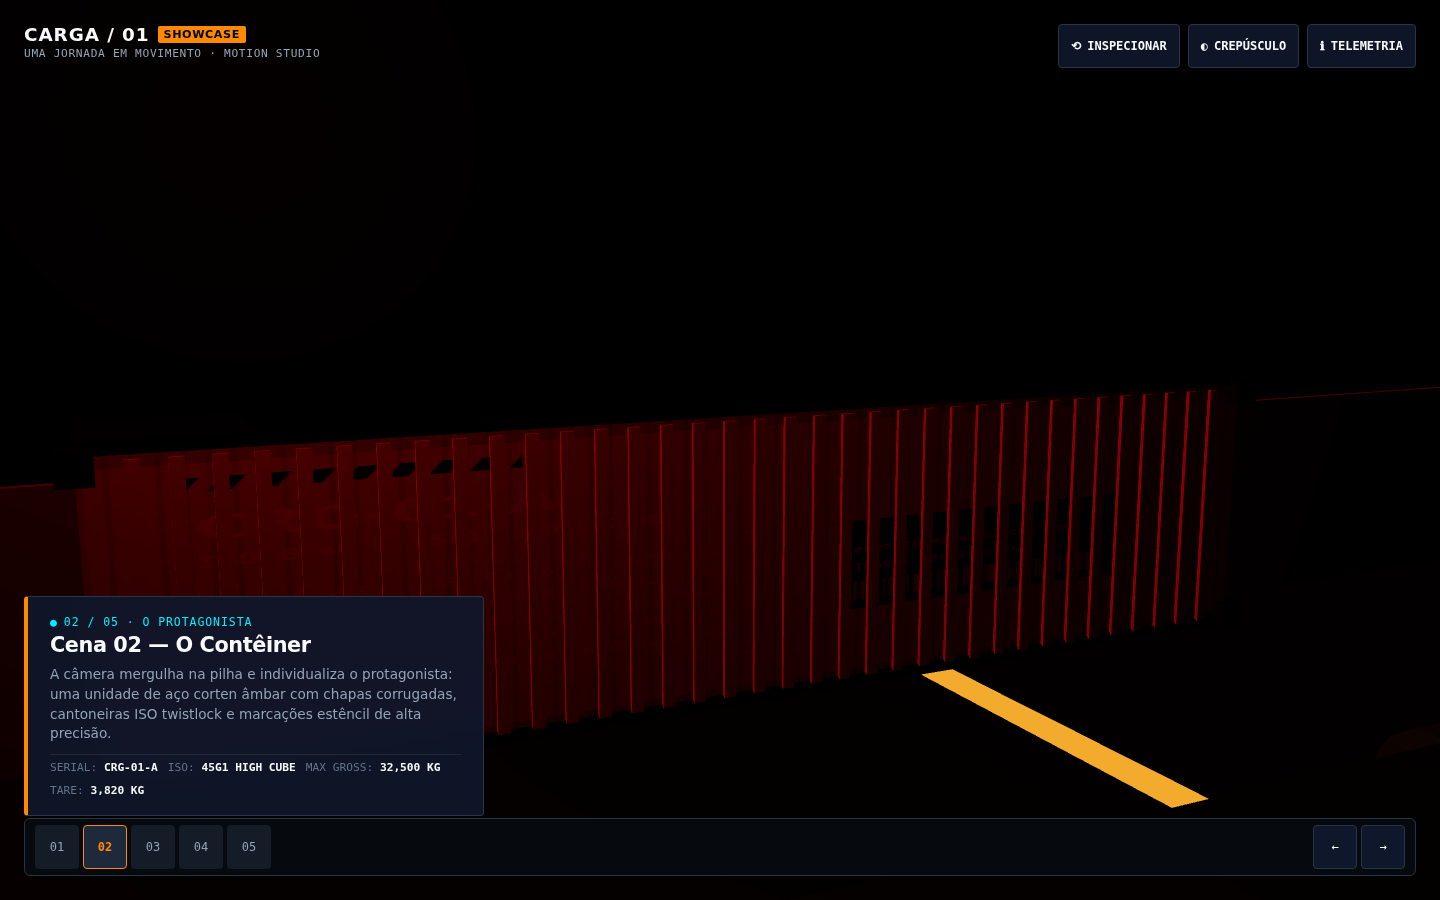 CARGA / 01 SHOWCASE
UMA JORNADA EM MOVIMENTO · MOTION STUDIO
⟲ INSPECIONAR
◐ CREPÚSCULO
ℹ TELEMETRIA
● 02 / 05 · O PROTAGONISTA
Cena 02 — O Contêiner
A câmera mergulha na pilha e individualiza o protagonista:
uma unidade de aço corten âmbar com chapas corrugadas,
cantoneiras ISO twistlock e marcações estêncil de alta
precisão.
SERIAL: CRG-01-A ISO: 45G1 HIGH CUBE MAX GROSS: 32,500 KG
TARE: 3,820 KG
01 02 03 04 05 ← →